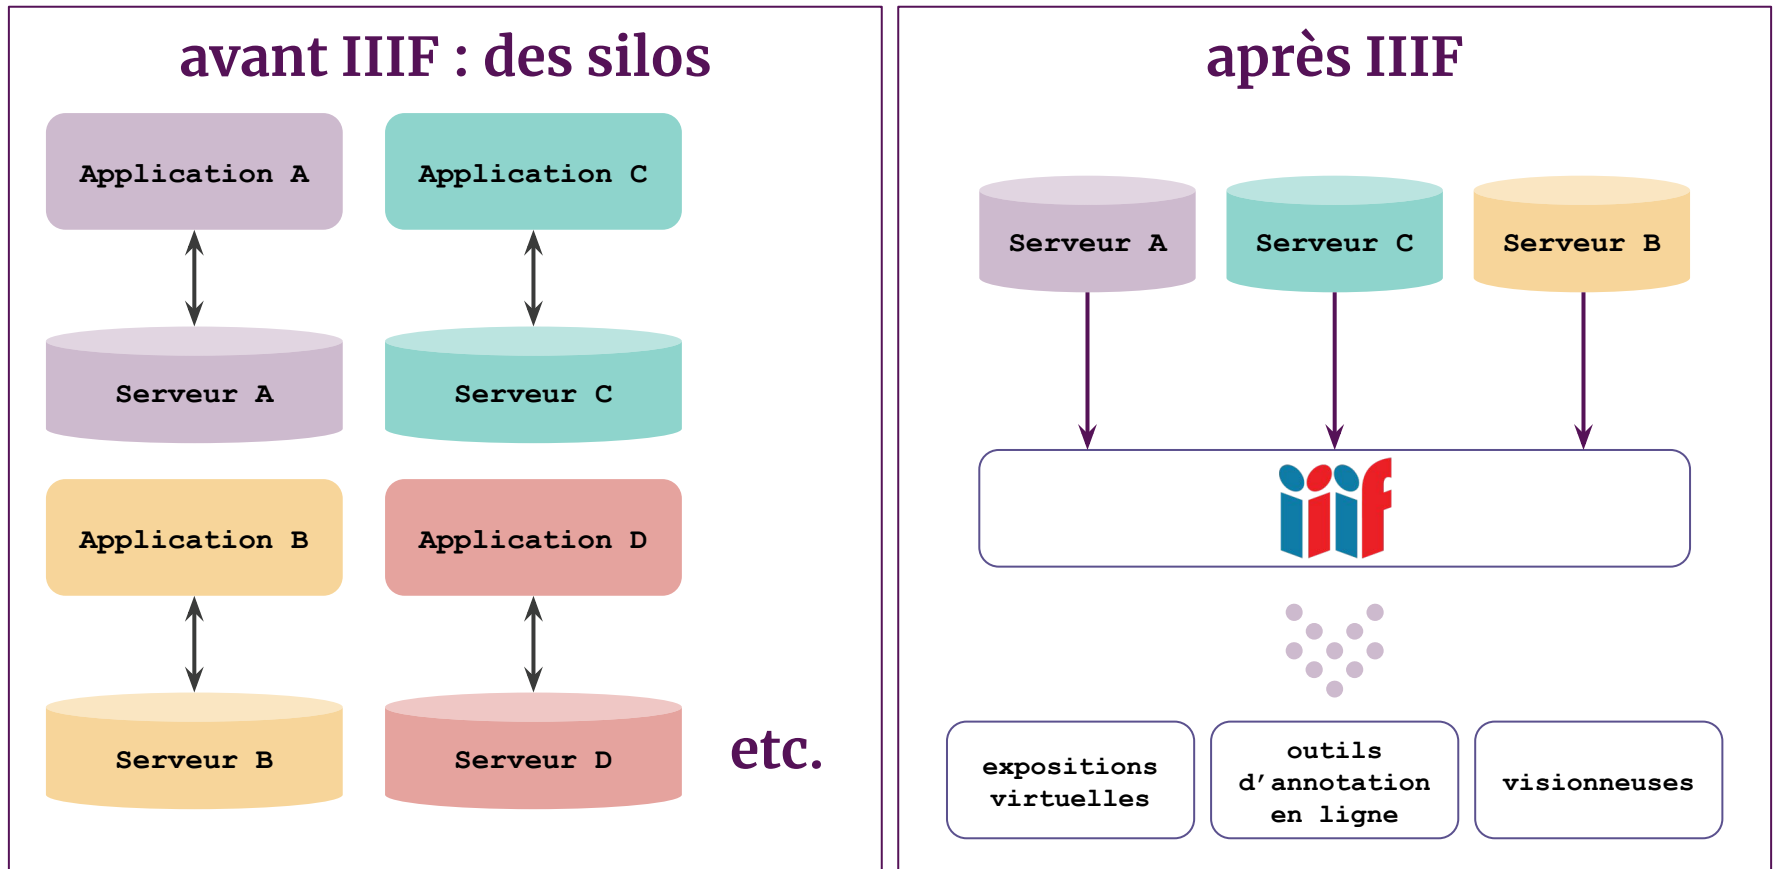 avant IIIF : des silos
Application A
Application C
Serveur A
Serveur C
Application B
Application D
Serveur B
Serveur D
etc.
après IIIF
Serveur A
Serveur C
Serveur B
iiif
expositions
virtuelles
outils
d’annotation
en ligne
visionneuses